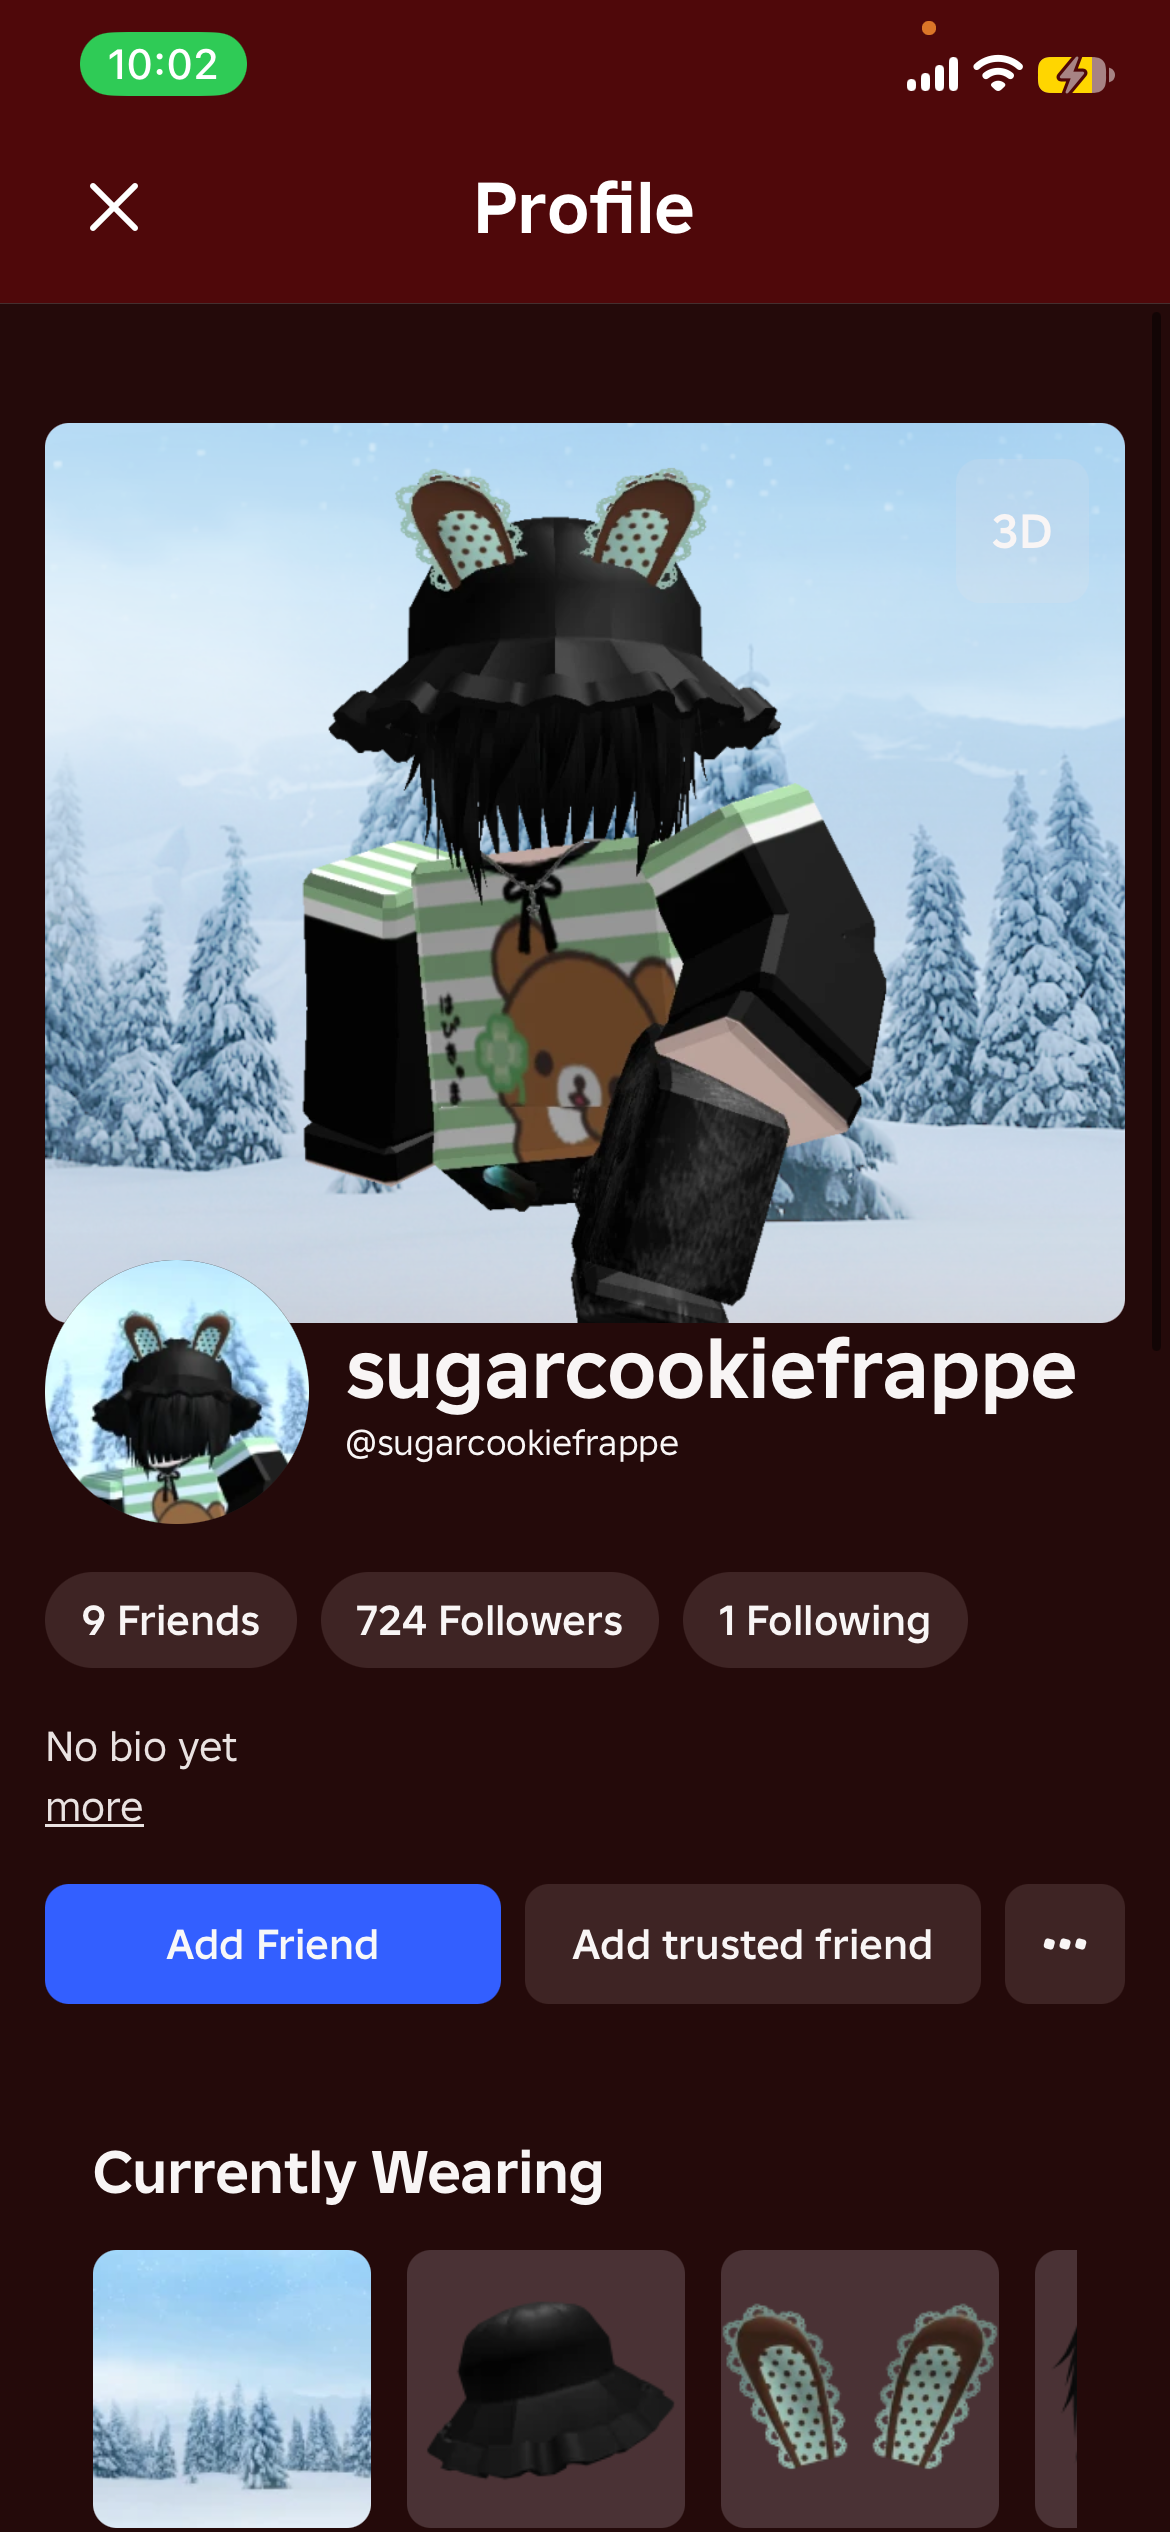 10:02
Profile
3D
sugarcookiefrappe
@sugarcookiefrappe
9 Friends
724 Followers
1 Following
No bio yet
more
Add Friend
Add trusted friend
Currently Wearing